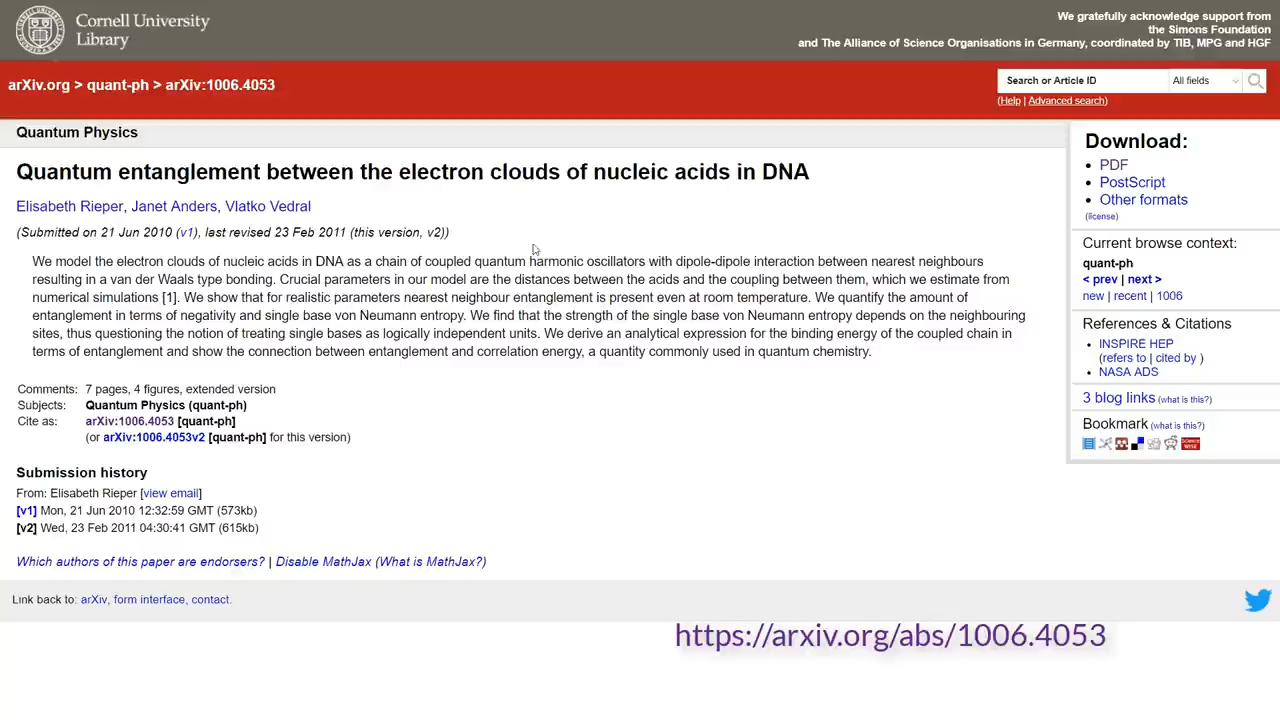 Cornell University
Library
We gratefully acknowledge support from
the Simons Foundation
and The Alliance of Science Organisations in Germany, coordinated by TIB, MPG and HGF
arXiv.org > quant-ph > arXiv:1006.4053
Search or Article ID
All fields
(Help | Advanced search)
Quantum Physics
Quantum entanglement between the electron clouds of nucleic acids in DNA
Elisabeth Rieper, Janet Anders, Vlatko Vedral
(Submitted on 21 Jun 2010 (v1), last revised 23 Feb 2011 (this version, v2))
We model the electron clouds of nucleic acids in DNA as a chain of coupled quantum harmonic oscillators with dipole-dipole interaction between nearest neighbours
resulting in a van der Waals type bonding. Crucial parameters in our model are the distances between the acids and the coupling between them, which we estimate from
numerical simulations [1]. We show that for realistic parameters nearest neighbour entanglement is present even at room temperature. We quantify the amount of
entanglement in terms of negativity and single base von Neumann entropy. We find that the strength of the single base von Neumann entropy depends on the neighbouring
sites, thus questioning the notion of treating single bases as logically independent units. We derive an analytical expression for the binding energy of the coupled chain in
terms of entanglement and show the connection between entanglement and correlation energy, a quantity commonly used in quantum chemistry.
Comments: 7 pages, 4 figures, extended version
Subjects: Quantum Physics (quant-ph)
Cite as: arXiv:1006.4053 [quant-ph]
(or arXiv:1006.4053v2 [quant-ph] for this version)
Submission history
From: Elisabeth Rieper [view email]
[v1] Mon, 21 Jun 2010 12:32:59 GMT (573kb)
[v2] Wed, 23 Feb 2011 04:30:41 GMT (615kb)
Which authors of this paper are endorsers? | Disable MathJax (What is MathJax?)
Link back to: arXiv, form interface, contact.
Download:
PDF
PostScript
Other formats
(license)
Current browse context:
quant-ph
< prev | next >
new | recent | 1006
References & Citations
INSPIRE HEP
(refers to | cited by )
NASA ADS
3 blog links (what is this?)
Bookmark (what is this?)
https://arxiv.org/abs/1006.4053